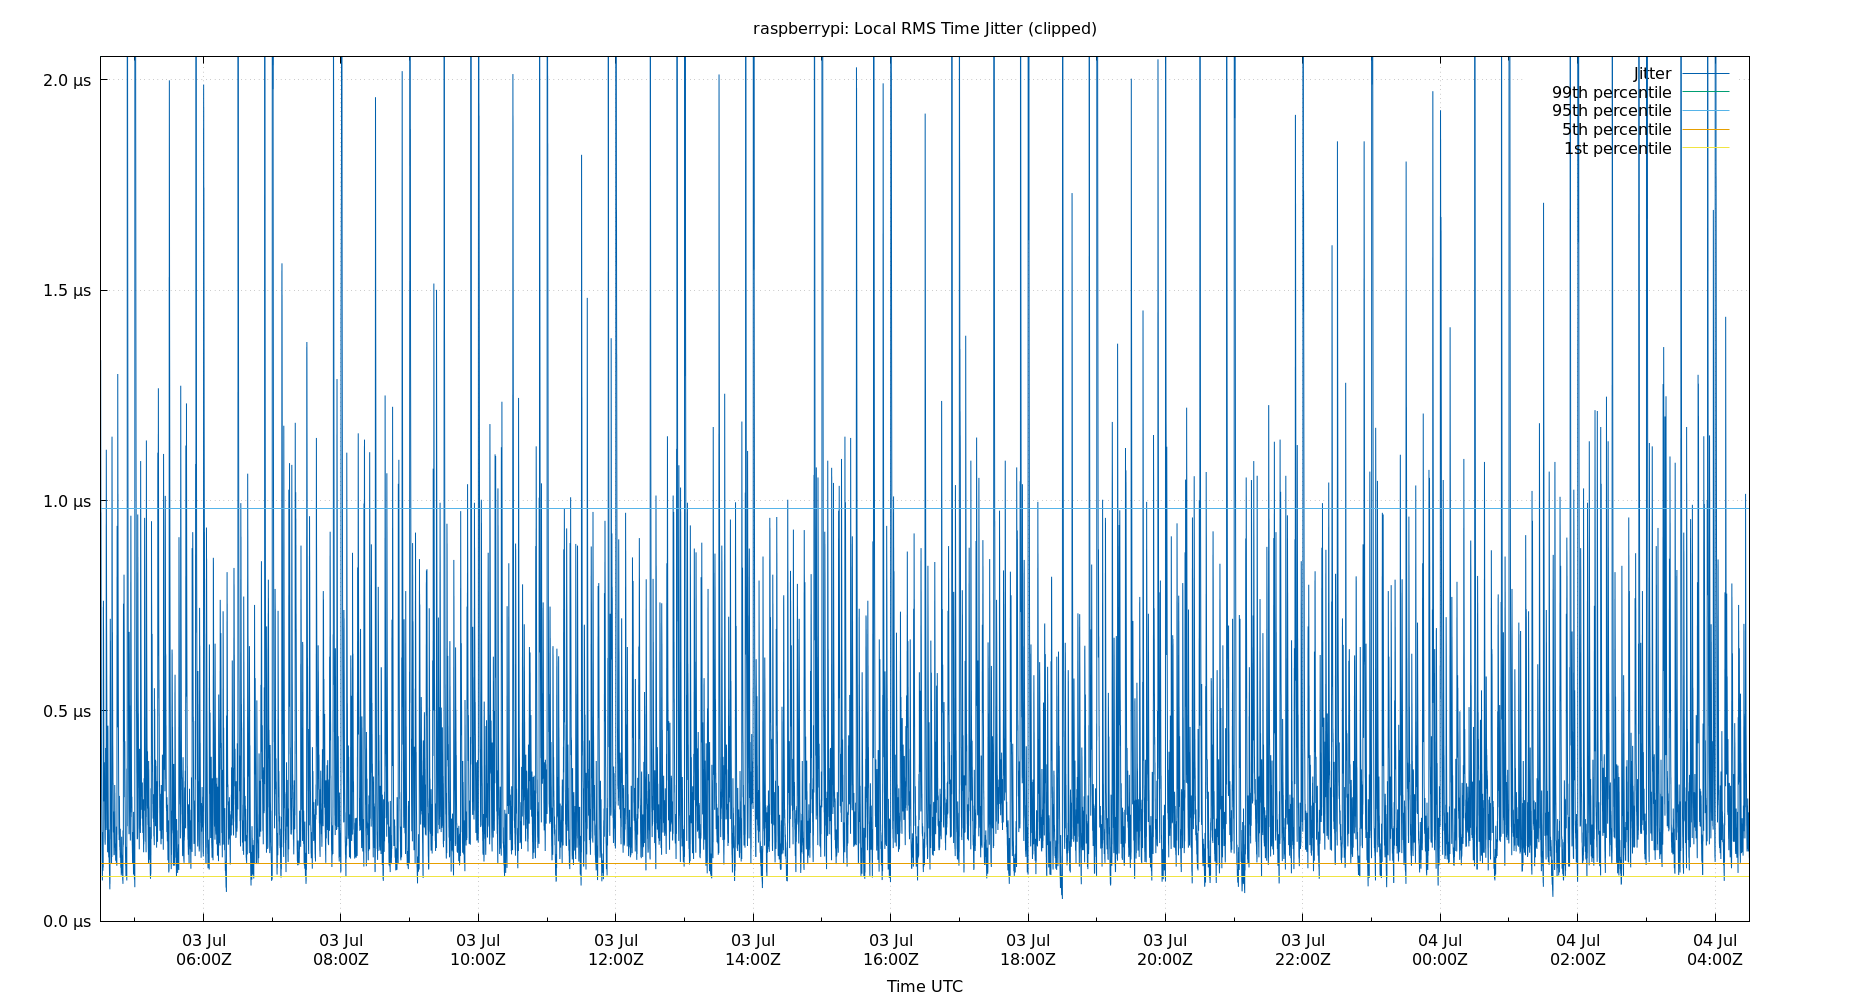 raspberrypi: Local RMS Time Jitter (clipped)
2.0 µs
1.5 µs
1.0 µs
0.5 µs
0.0 µs
Jitter
99th percentile
95th percentile
5th percentile
1st percentile
03 Jul
06:00Z
03 Jul
08:00Z
03 Jul
10:00Z
03 Jul
12:00Z
03 Jul
14:00Z
03 Jul
16:00Z
03 Jul
18:00Z
03 Jul
20:00Z
03 Jul
22:00Z
04 Jul
00:00Z
04 Jul
02:00Z
04 Jul
04:00Z
Time UTC